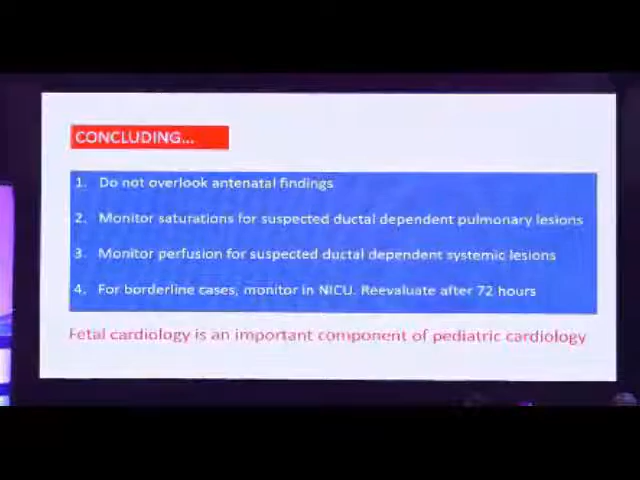 CONCLUDING...
1. Do not overlook antenatal findings
2. Monitor saturations for suspected ductal dependent pulmonary lesions
3. Monitor perfusion for suspected ductal dependent systemic lesions
4. For borderline cases, monitor in NICU. Reevaluate after 72 hours
Fetal cardiology is an important component of pediatric cardiology